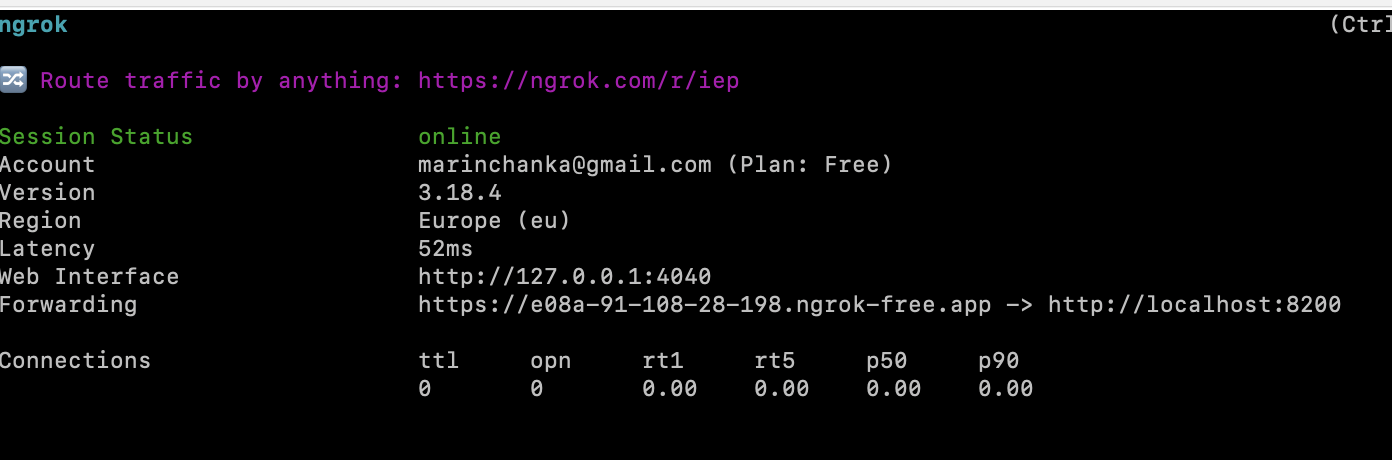 ngrok (Ctrl
Route traffic by anything: https://ngrok.com/r/iep
Session Status online
Account marinchanka@gmail.com (Plan: Free)
Version 3.18.4
Region Europe (eu)
Latency 52ms
Web Interface http://127.0.0.1:4040
Forwarding https://e08a-91-108-28-198.ngrok-free.app -> http://localhost:8200
Connections ttl opn rt1 rt5 p50 p90
0 0 0.00 0.00 0.00 0.00